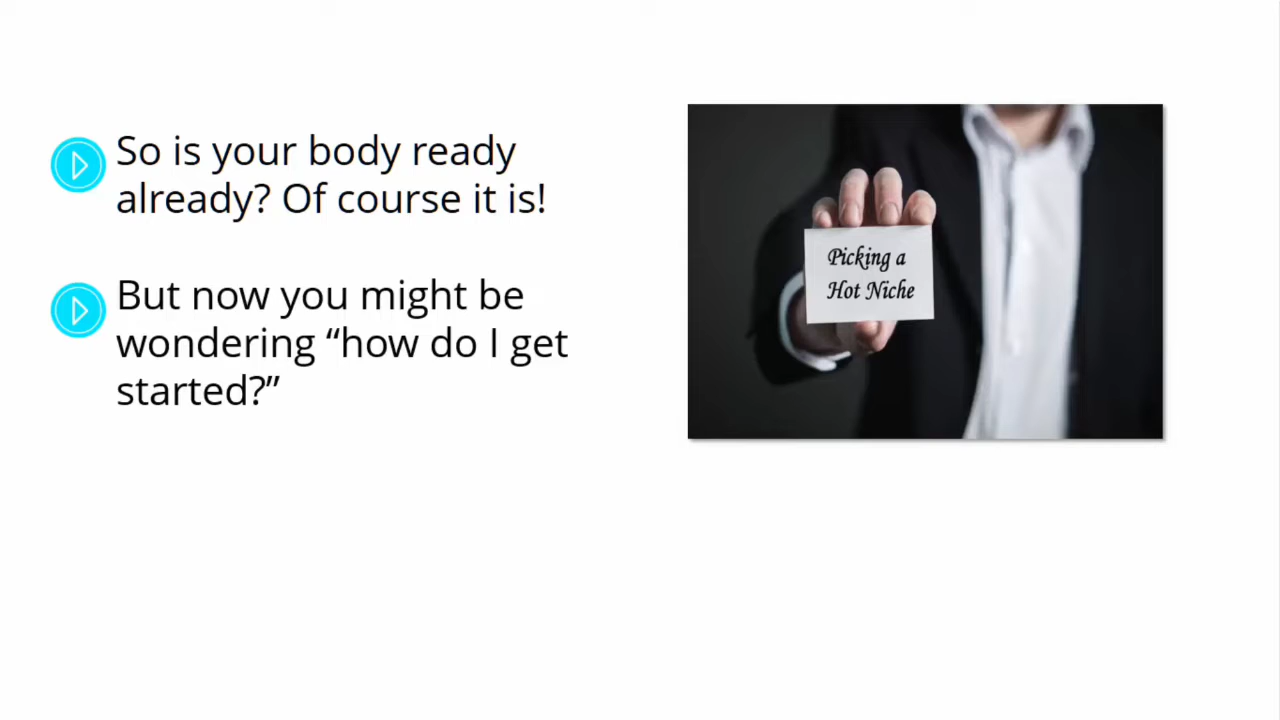 So is your body ready
already? Of course it is!
But now you might be
wondering “how do I get
started?”
Picking a
Hot Niche